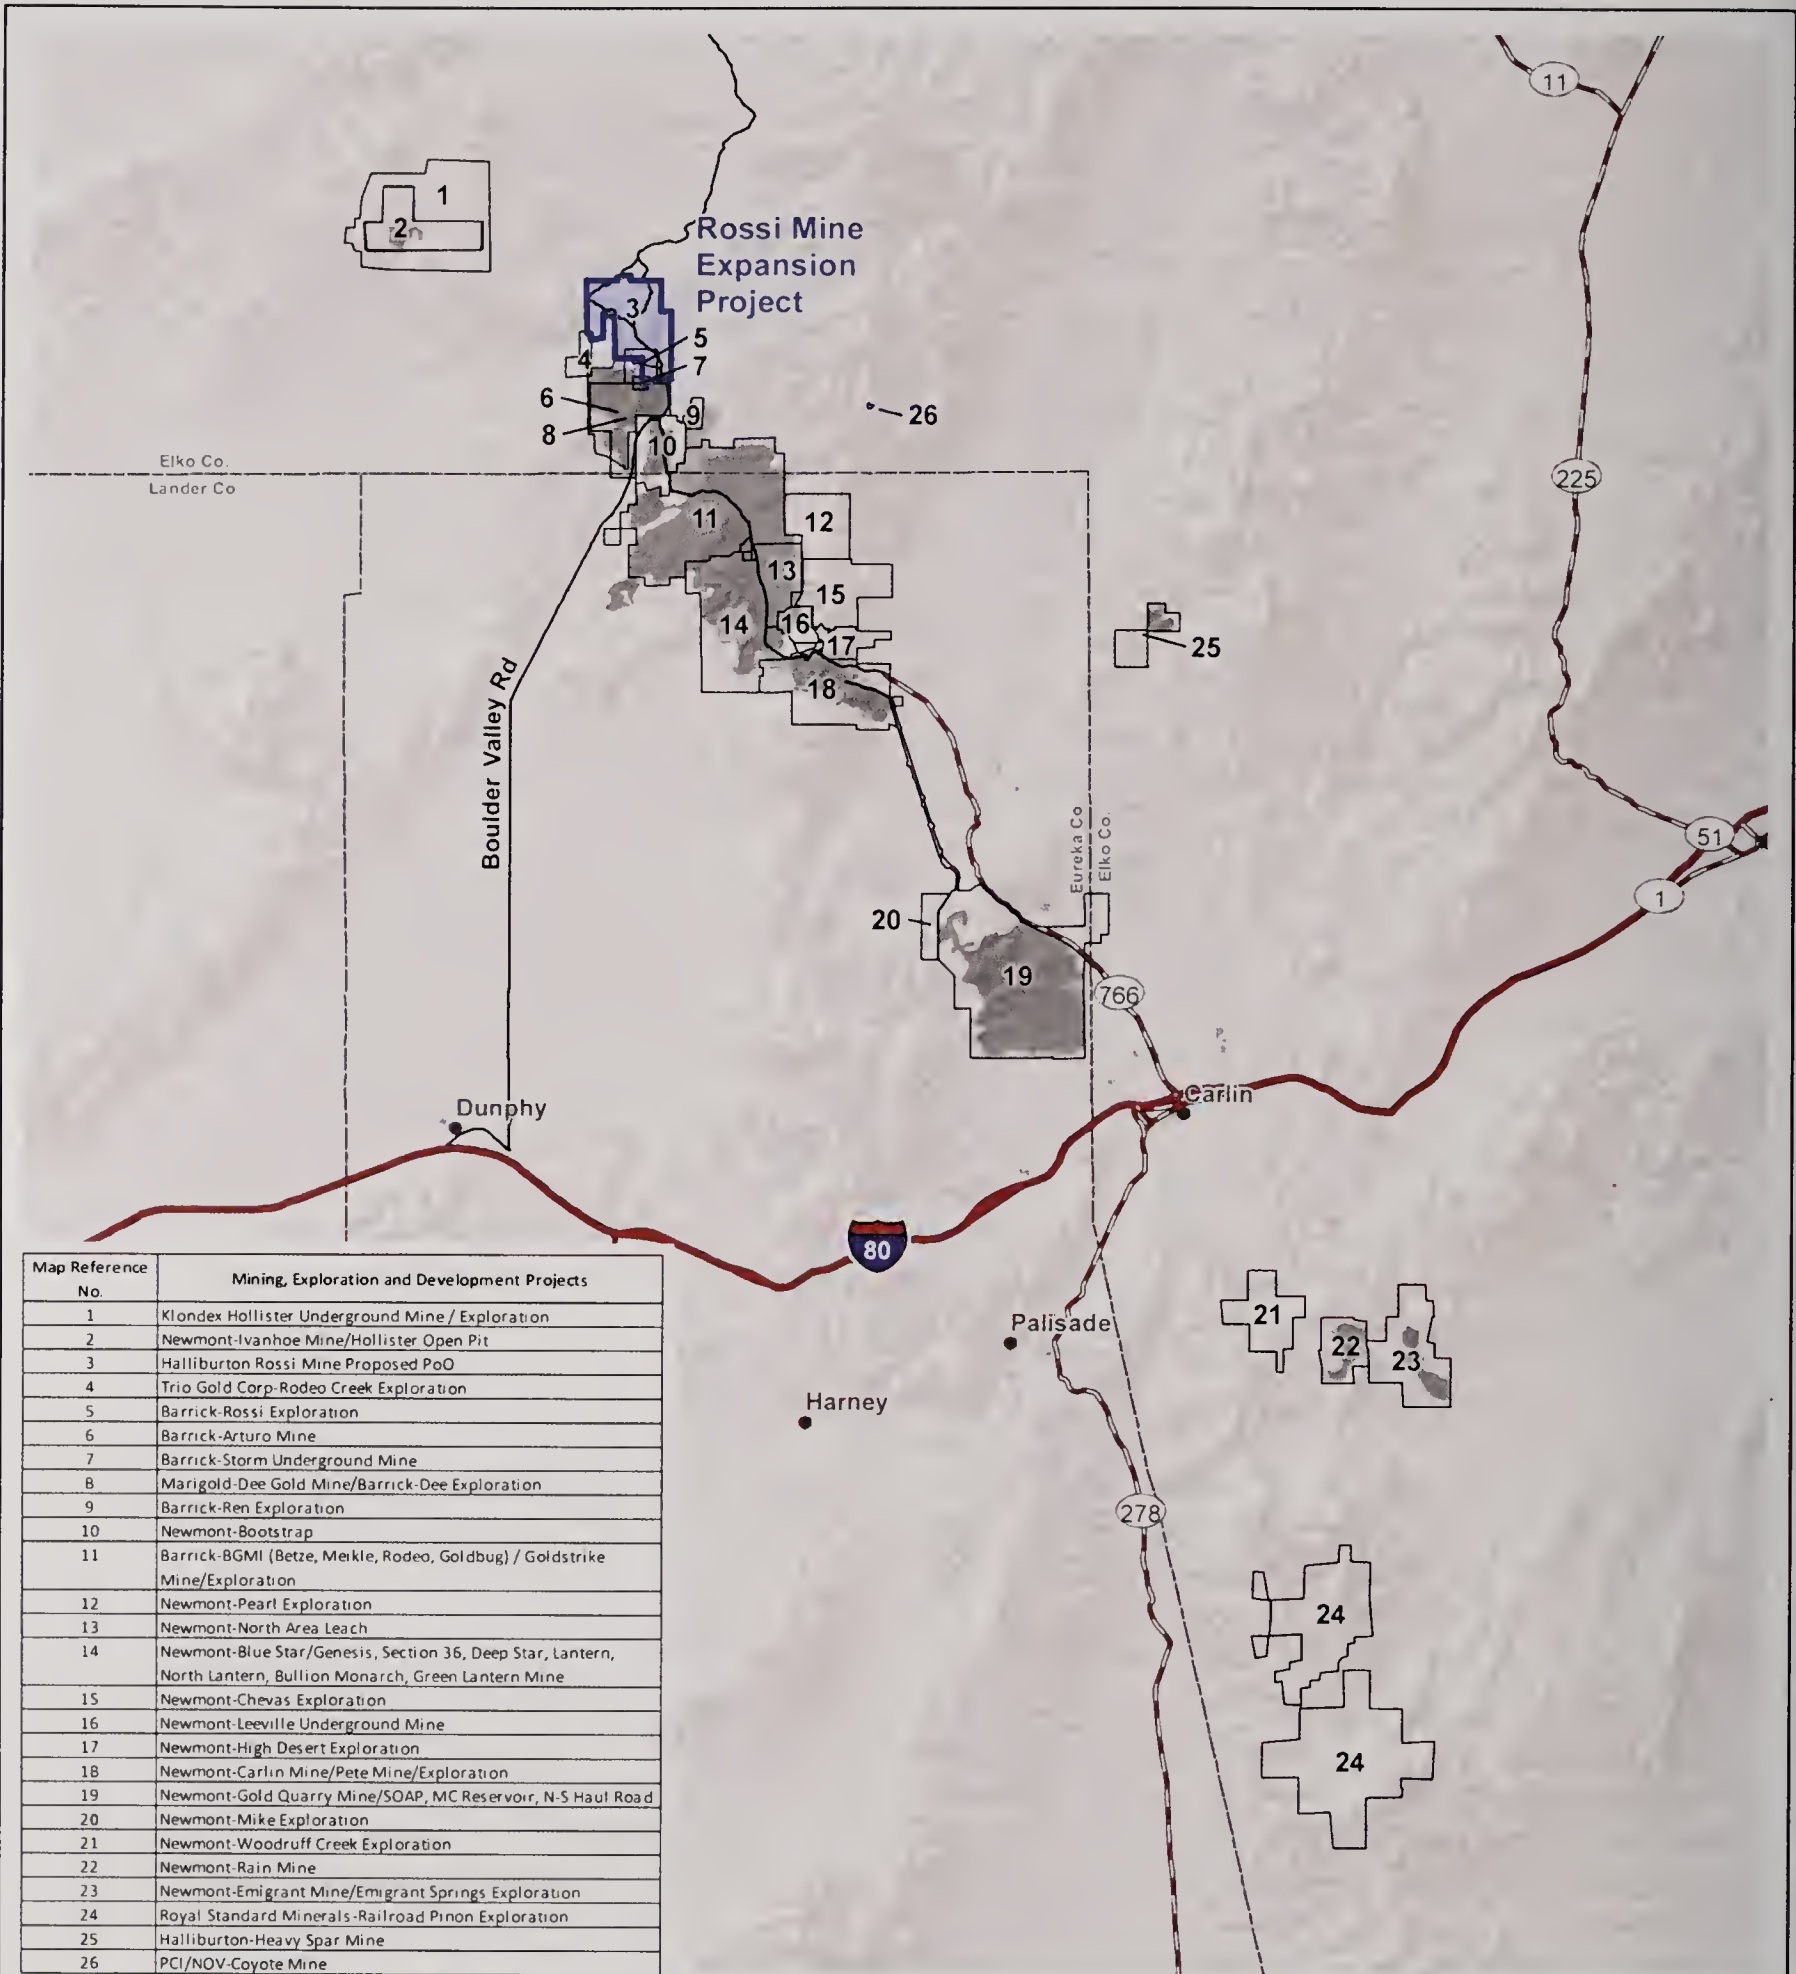 11
1
2
Rossi Mine
Expansion
Project
3
5
4
7
6
9
26
8
10
Elko Co.
Lander Co
225
11
12
13
15
14
16
17
25
18
Boulder Valley Rd
Eureka Co
Elko Co.
51
1
20
19
766
Carlin
Dunphy
80
Palisade
21
22
23
Harney
278
24
24
Map Reference No. Mining, Exploration and Development Projects
1 Klondex Hollister Underground Mine / Exploration
2 Newmont-Ivanhoe Mine/Hollister Open Pit
3 Halliburton Rossi Mine Proposed PoO
4 Trio Gold Corp-Rodeo Creek Exploration
5 Barrick-Rossi Exploration
6 Barrick-Arturo Mine
7 Barrick-Storm Underground Mine
8 Marigold-Dee Gold Mine/Barrick-Dee Exploration
9 Barrick-Ren Exploration
10 Newmont-Bootstrap
11 Barrick-BGMI (Betze, Meikle, Rodeo, Goldbug) / Goldstrike
Mine/Exploration
12 Newmont-Pearl Exploration
13 Newmont-North Area Leach
14 Newmont-Blue Star/Genesis, Section 36, Deep Star, Lantern,
North Lantern, Bullion Monarch, Green Lantern Mine
15 Newmont-Chevas Exploration
16 Newmont-Leeville Underground Mine
17 Newmont-High Desert Exploration
18 Newmont-Carlin Mine/Pete Mine/Exploration
19 Newmont-Gold Quarry Mine/SOAP, MC Reservoir, N-S Haul Road
20 Newmont-Mike Exploration
21 Newmont-Woodruff Creek Exploration
22 Newmont-Rain Mine
23 Newmont-Emigrant Mine/Emigrant Springs Exploration
24 Royal Standard Minerals-Railroad Pinon Exploration
25 Halliburton-Heavy Spar Mine
26 PCI/NOV-Coyote Mine